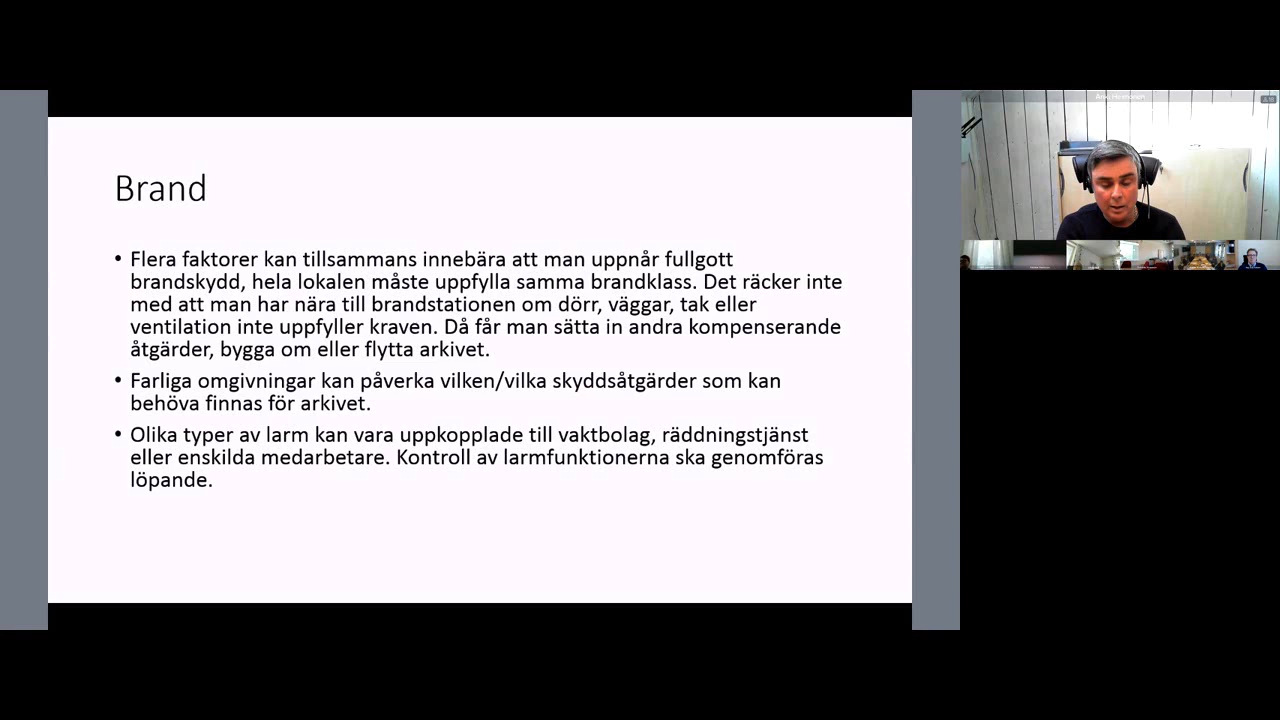 Brand
• Flera faktorer kan tillsammans innebära att man uppnår fullgott
brandskydd, hela lokalen måste uppfylla samma brandklass. Det räcker inte
med att man har nära till brandstationen om dörr, väggar, tak eller
ventilation inte uppfyller kraven. Då får man sätta in andra kompenserande
åtgärder, bygga om eller flytta arkivet.
• Farliga omgivningar kan påverka vilken/vilka skyddsåtgärder som kan
behöva finnas för arkivet.
• Olika typer av larm kan vara uppkopplade till vaktbolag, räddningstjänst
eller enskilda medarbetare. Kontroll av larmfunktionerna ska genomföras
löpande.